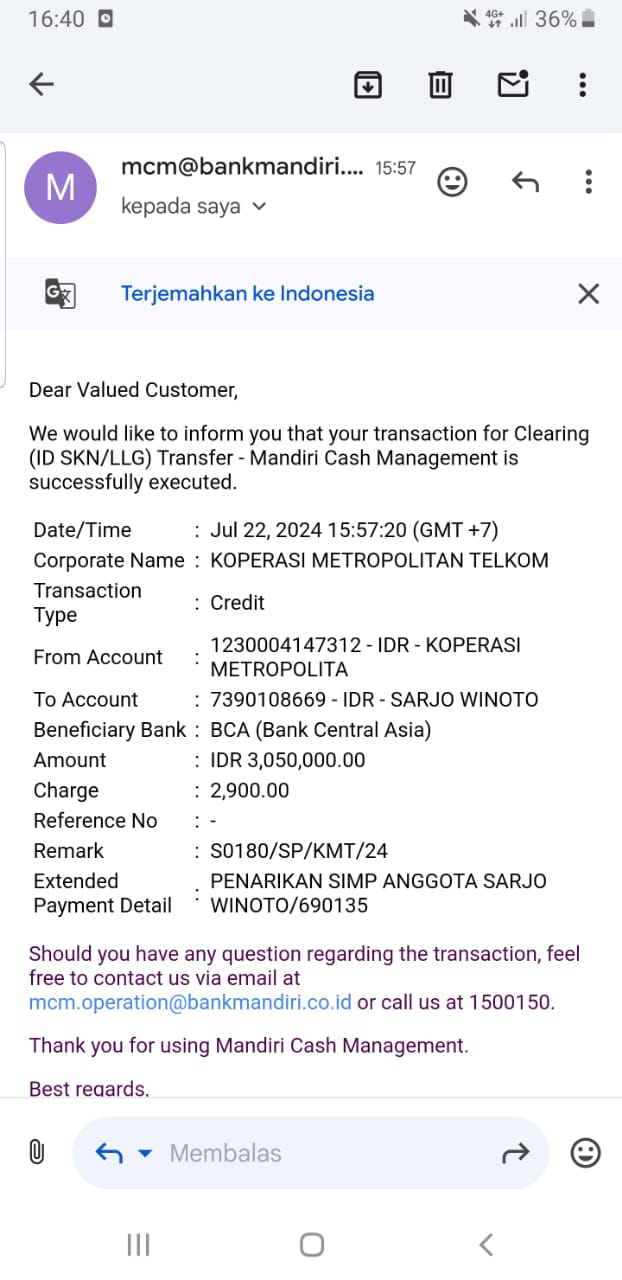 16:40
4G+ 36%
M
mcm@bankmandiri.... 15:57
kepada saya
G
Terjemahkan ke Indonesia
Dear Valued Customer,
We would like to inform you that your transaction for Clearing
(ID SKN/LLG) Transfer - Mandiri Cash Management is
successfully executed.
Date/Time : Jul 22, 2024 15:57:20 (GMT +7)
Corporate Name : KOPERASI METROPOLITAN TELKOM
Transaction
Type : Credit
From Account : 1230004147312 - IDR - KOPERASI
METROPOLITA
To Account : 7390108669 - IDR - SARJO WINOTO
Beneficiary Bank : BCA (Bank Central Asia)
Amount : IDR 3,050,000.00
Charge : 2,900.00
Reference No : -
Remark : S0180/SP/KMT/24
Extended
Payment Detail : PENARIKAN SIMP ANGGOTA SARJO
WINOTO/690135
Should you have any question regarding the transaction, feel
free to contact us via email at
mcm.operation@bankmandiri.co.id or call us at 1500150.
Thank you for using Mandiri Cash Management.
Best regards,
Membalas